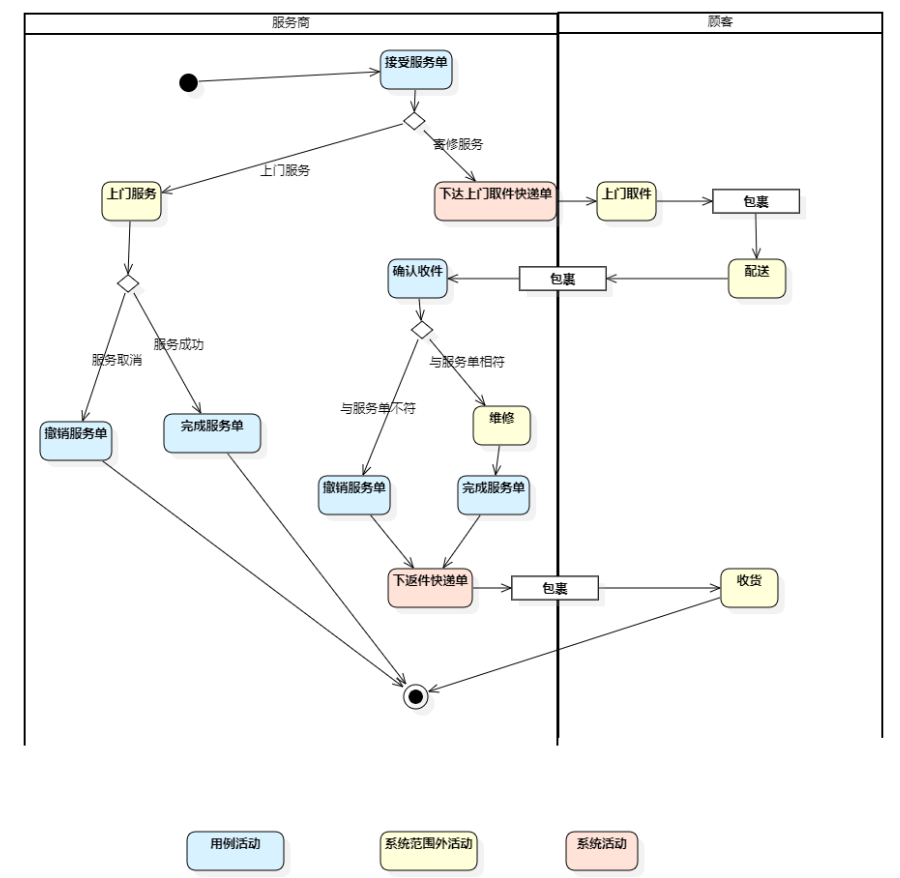 服务商
顾客
接受服务单
寄修服务
上门服务
上门服务
下达上门取件快递单
上门取件
包裹
确认收件
包裹
配送
服务取消
服务成功
与服务单相符
与服务单不符
撤销服务单
完成服务单
维修
撤销服务单
完成服务单
下返件快递单
包裹
收货
用例活动
系统范围外活动
系统活动